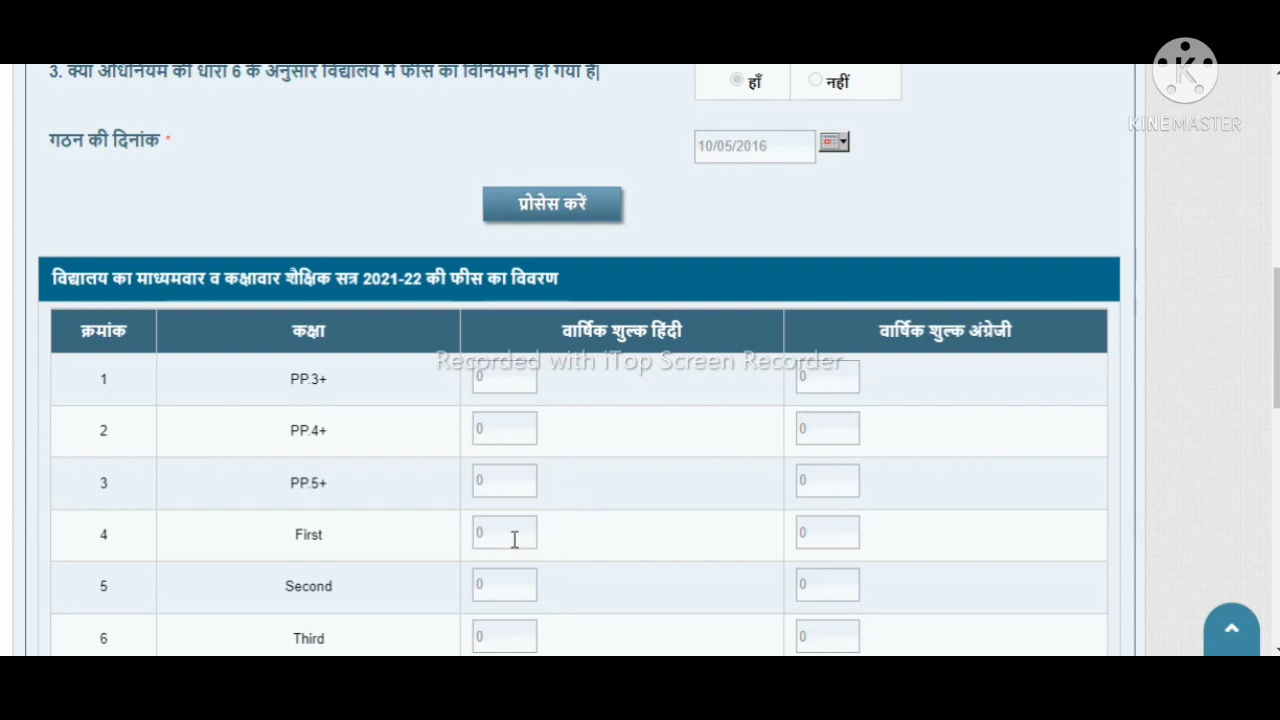 3. क्या अधिनियम की धारा 6 के अनुसार विद्यालय में फीस का विनियमन हो गया है|
हाँ नहीं
KINEMASTER
गठन की दिनांक *
10/05/2016
प्रोसेस करें
विद्यालय का माध्यमवार व कक्षावार शैक्षिक सत्र 2021-22 की फीस का विवरण
क्रमांक कक्षा वार्षिक शुल्क हिंदी वार्षिक शुल्क अंग्रेजी
Recorded with iTop Screen Recorder
1 PP.3+ 0 0
2 PP.4+ 0 0
3 PP.5+ 0 0
4 First 0 0
5 Second 0 0
6 Third 0 0